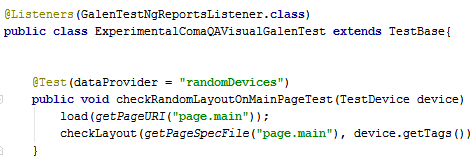 @Listeners(GalenTestNgReportsListener.class)
public class ExperimentalComaQAVisualGalenTest extends TestBase{
@Test(dataProvider = "randomDevices")
public void checkRandomLayoutOnMainPageTest(TestDevice device)
load(getPageURI("page.main"));
checkLayout(getPageSpecFile("page.main"), device.getTags())
}